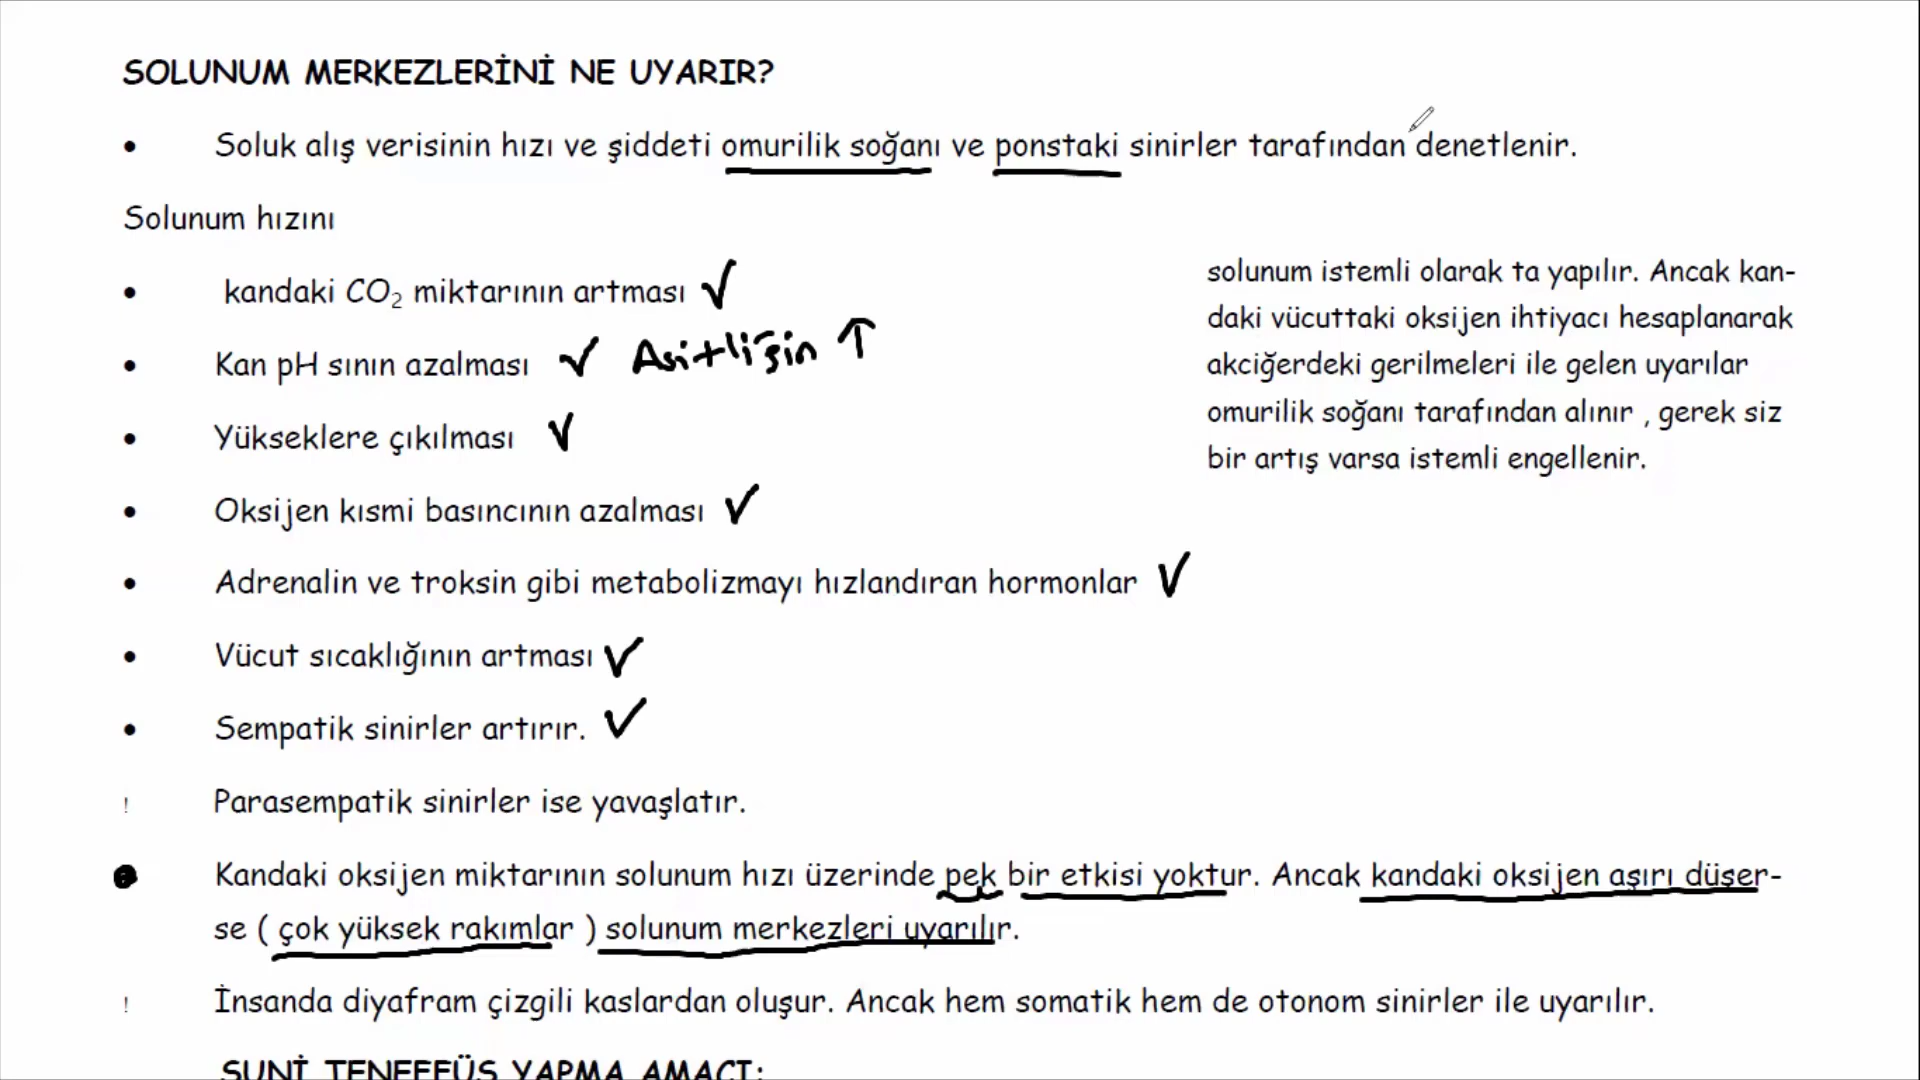 SOLUNUM MERKEZLERİNİ NE UYARIR?
• Soluk alış verisinin hızı ve şiddeti omurilik soğanı ve ponstaki sinirler tarafından denetlenir.
Solunum hızını
• kandaki CO₂ miktarının artması ✓
• Kan pH sının azalması ✓ Asitliğin ↑
• Yükseklere çıkılması ✓
• Oksijen kısmi basıncının azalması ✓
• Adrenalin ve troksin gibi metabolizmayı hızlandıran hormonlar ✓
• Vücut sıcaklığının artması ✓
• Sempatik sinirler artırır. ✓
! Parasempatik sinirler ise yavaşlatır.
• Kandaki oksijen miktarının solunum hızı üzerinde pek bir etkisi yoktur. Ancak kandaki oksijen aşırı düşer-
se ( çok yüksek rakımlar ) solunum merkezleri uyarılır.
! İnsanda diyafram çizgili kaslardan oluşur. Ancak hem somatik hem de otonom sinirler ile uyarılır.
SUNİ TENEFFÜS YAPMA AMACI:
solunum istemli olarak ta yapılır. Ancak kan-
daki vücuttaki oksijen ihtiyacı hesaplanarak
akciğerdeki gerilmeleri ile gelen uyarılar
omurilik soğanı tarafından alınır , gerek siz
bir artış varsa istemli engellenir.